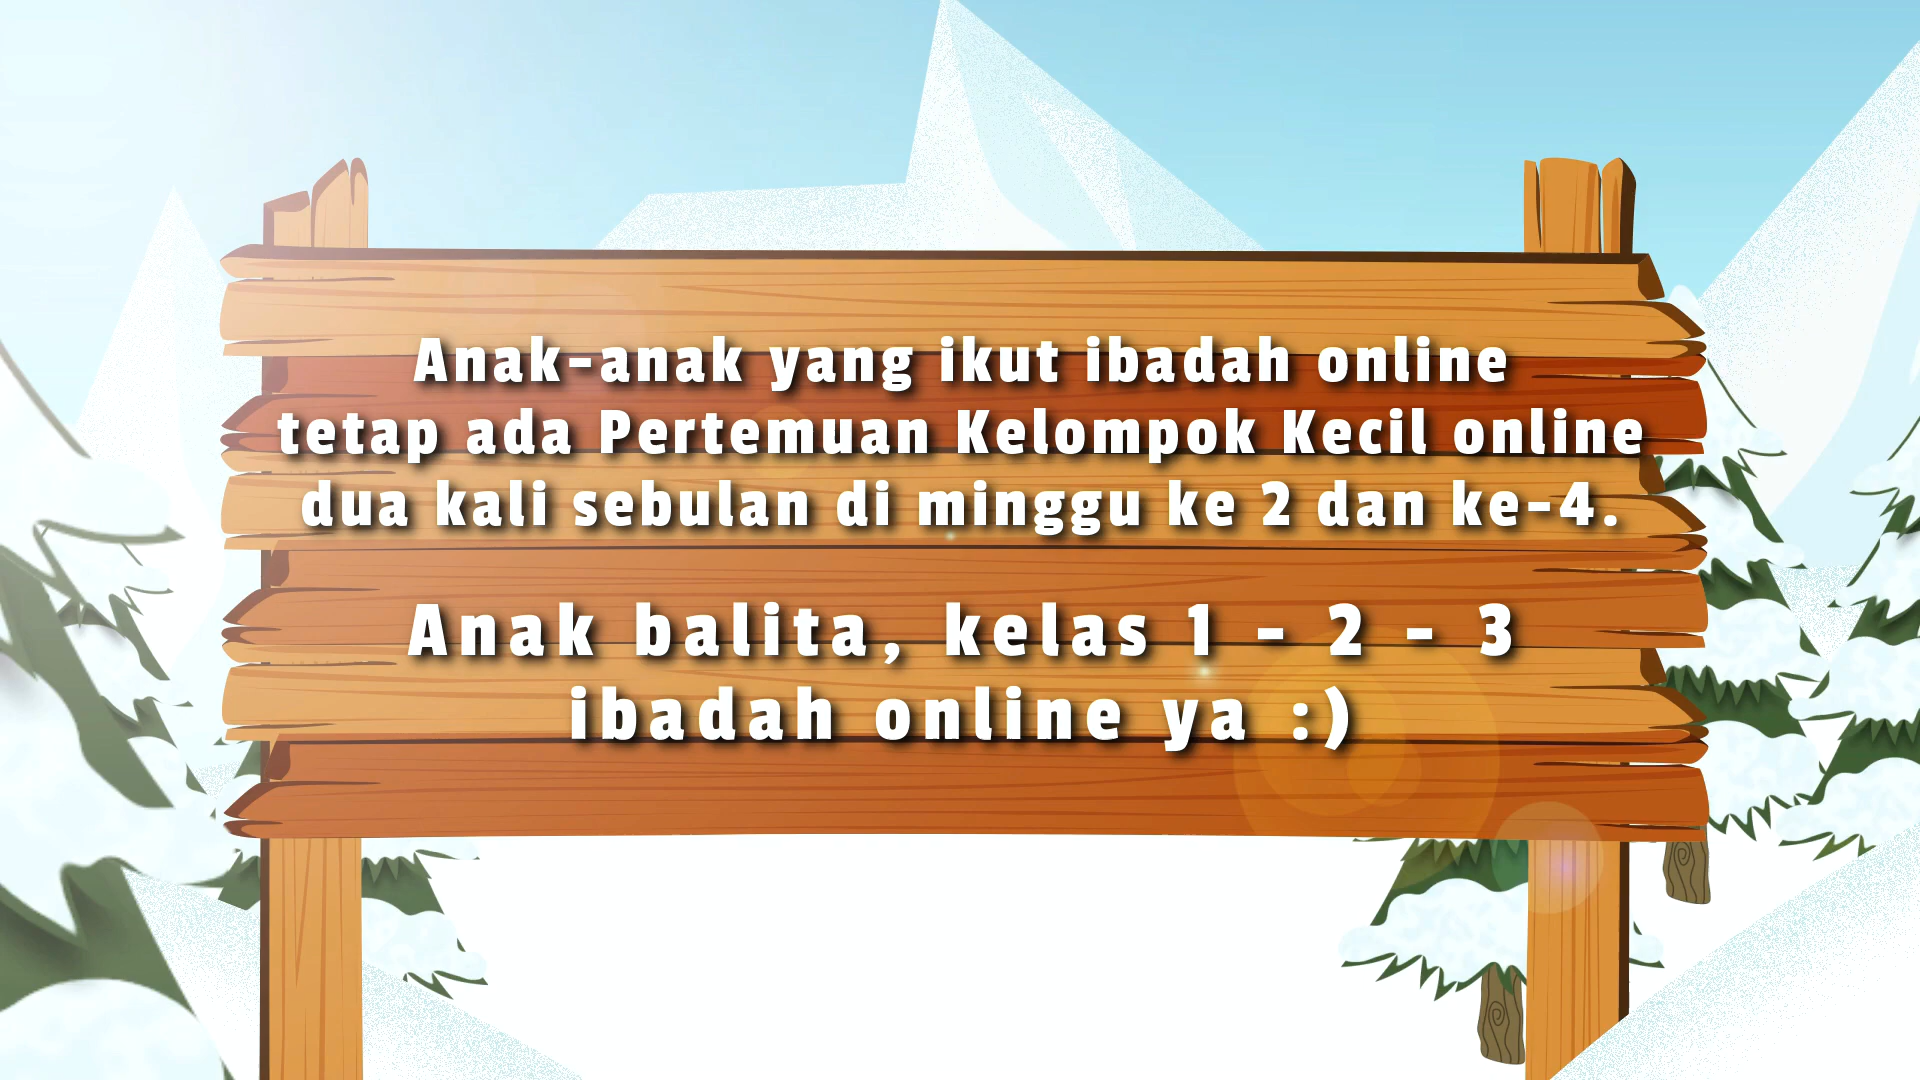 Anak-anak yang ikut ibadah online
tetap ada Pertemuan Kelompok Kecil online
dua kali sebulan di minggu ke 2 dan ke-4.
Anak balita, kelas 1 - 2 - 3
ibadah online ya :)